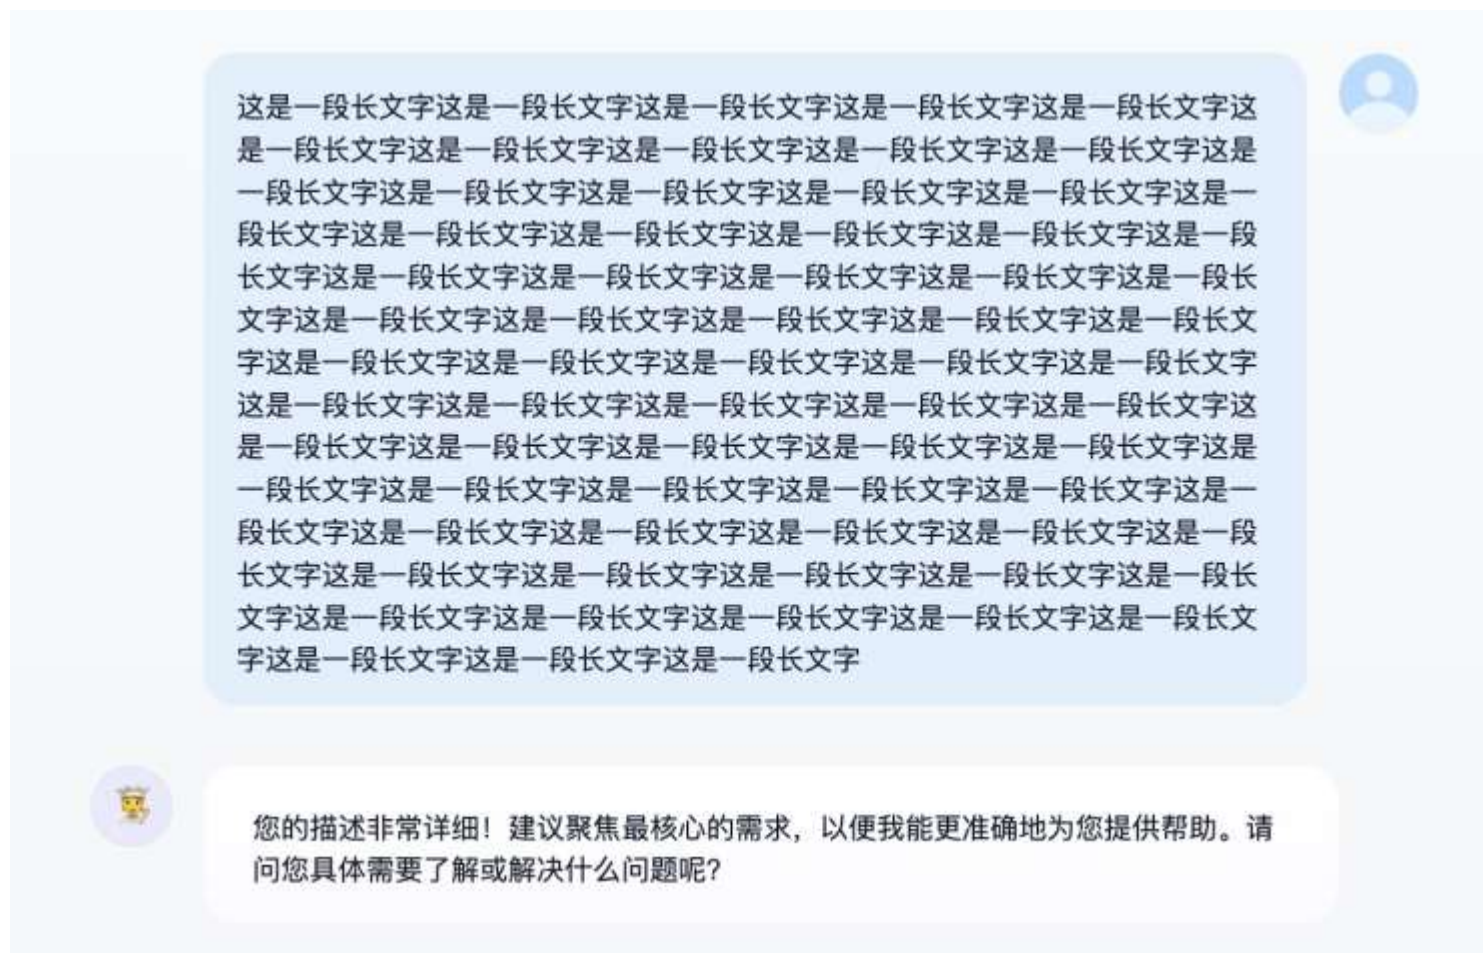 这是一段长文字这是一段长文字这是一段长文字这是一段长文字这是一段长文字这
是一段长文字这是一段长文字这是一段长文字这是一段长文字这是一段长文字这是
一段长文字这是一段长文字这是一段长文字这是一段长文字这是一段长文字这是一
段长文字这是一段长文字这是一段长文字这是一段长文字这是一段长文字这是一段
长文字这是一段长文字这是一段长文字这是一段长文字这是一段长文字这是一段长
文字这是一段长文字这是一段长文字这是一段长文字这是一段长文字这是一段长文
字这是一段长文字这是一段长文字这是一段长文字这是一段长文字这是一段长文字
这是一段长文字这是一段长文字这是一段长文字这是一段长文字这是一段长文字这
是一段长文字这是一段长文字这是一段长文字这是一段长文字这是一段长文字这是
一段长文字这是一段长文字这是一段长文字这是一段长文字这是一段长文字这是一
段长文字这是一段长文字这是一段长文字这是一段长文字这是一段长文字这是一段
长文字这是一段长文字这是一段长文字这是一段长文字这是一段长文字这是一段长
文字这是一段长文字这是一段长文字这是一段长文字这是一段长文字这是一段长文
字这是一段长文字这是一段长文字这是一段长文字
您的描述非常详细！建议聚焦最核心的需求，以便我能更准确地为您提供帮助。请
问您具体需要了解或解决什么问题呢？